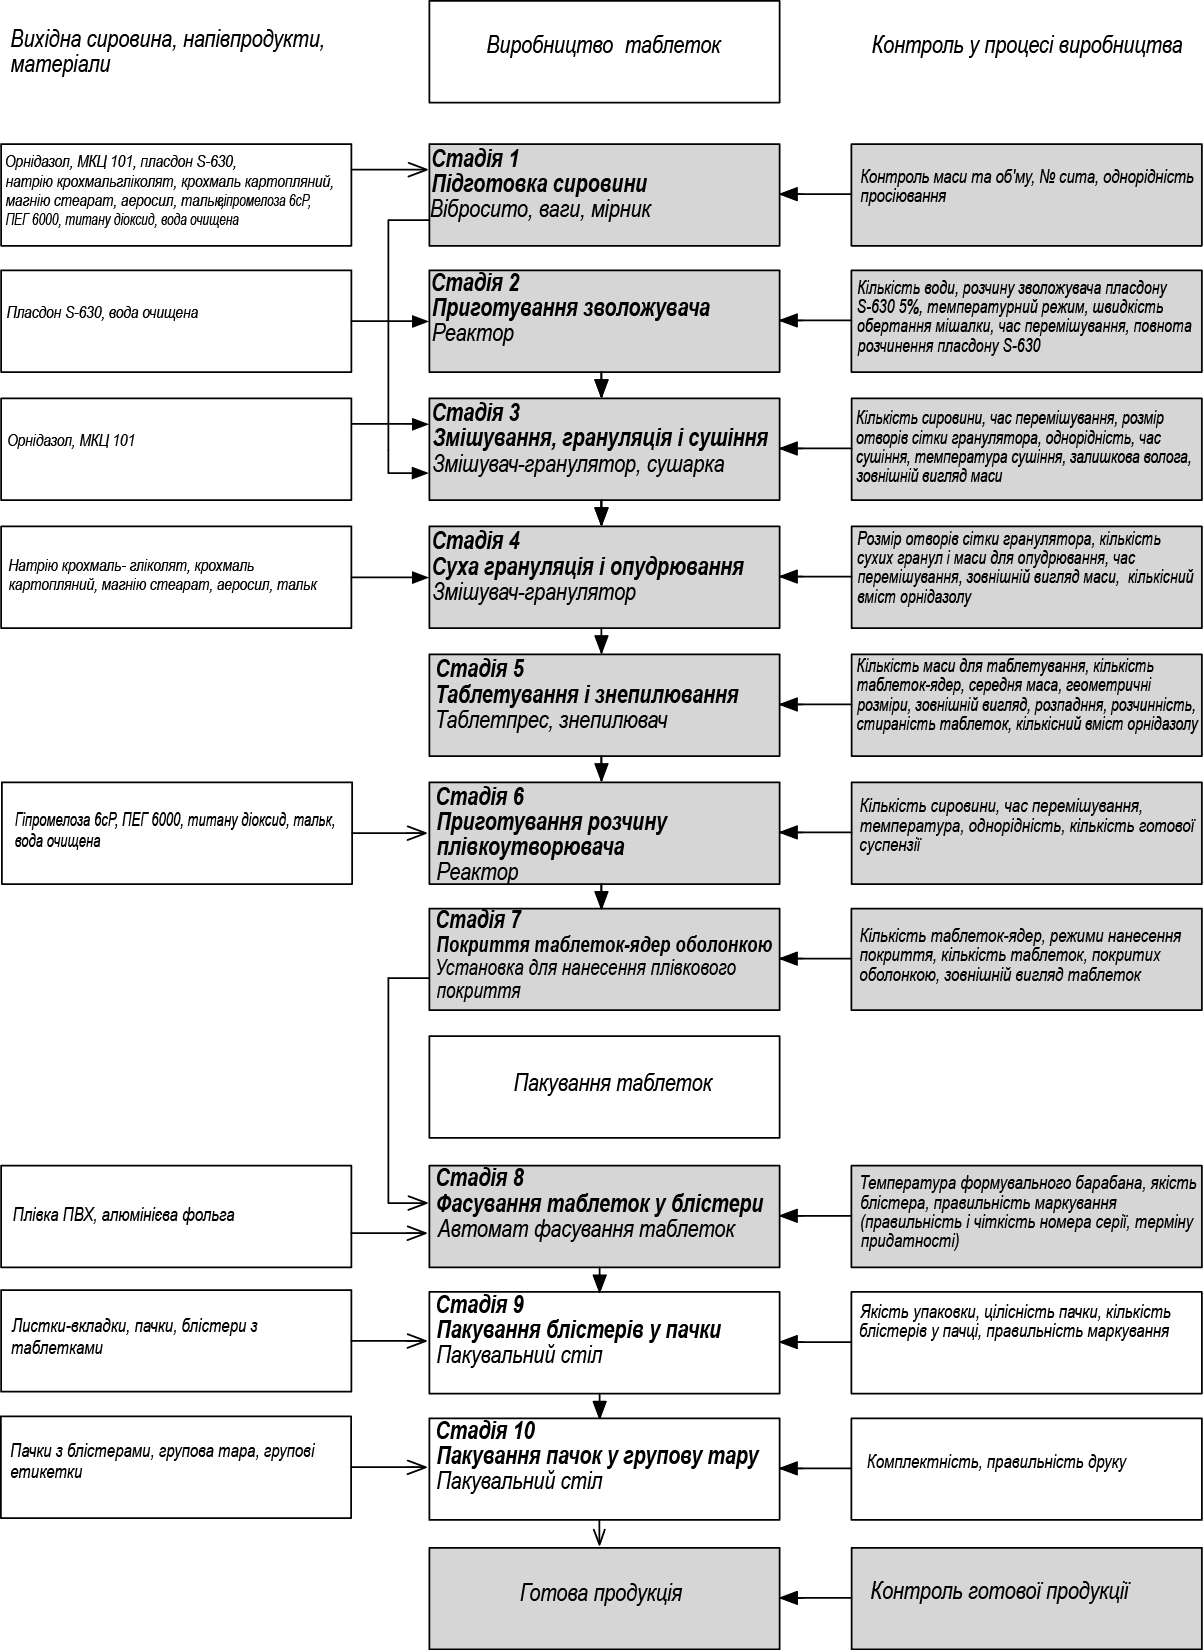 Вихідна сировина, напівпродукти,
матеріали
Виробництво таблеток
Контроль у процесі виробництва
Орнідазол, МКЦ 101, пласдон S-630,
натрію крохмальгліколят, крохмаль картопляний,
магнію стеарат, аеросил, тальк, гіпромелоза 6сР,
ПЕГ 6000, титану діоксид, вода очищена
Стадія 1
Підготовка сировини
Вібросито, ваги, мірник
Контроль маси та об'му, № сита, однорідність
просіювання
Пласдон S-630, вода очищена
Стадія 2
Приготування зволожувача
Реактор
Кількість води, розчину зволожувача пласдону
S-630 5%, температурний режим, швидкість
обертання мішалки, час перемішування, повнота
розчинення пласдону S-630
Орнідазол, МКЦ 101
Стадія 3
Змішування, грануляція і сушіння
Змішувач-гранулятор, сушарка
Кількість сировини, час перемішування, розмір
отворів сітки гранулятора, однорідність, час
сушіння, температура сушіння, залишкова волога,
зовнішній вигляд маси
Натрію крохмаль- гліколят, крохмаль
картопляний, магнію стеарат, аеросил, тальк
Стадія 4
Суха грануляція і опудрювання
Змішувач-гранулятор
Розмір отворів сітки гранулятора, кількість
сухих гранул і маси для опудрювання, час
перемішування, зовнішній вигляд маси, кількісний
вміст орнідазолу
Стадія 5
Таблетування і знепилювання
Таблетпрес, знепилювач
Кількість маси для таблетування, кількість
таблеток-ядер, середня маса, геометричні
розміри, зовнішній вигляд, розпадння, розчинність,
стираність таблеток, кількісний вміст орнідазолу
Гіпромелоза 6сР, ПЕГ 6000, титану діоксид, тальк,
вода очищена
Стадія 6
Приготування розчину
плівкоутворювача
Реактор
Кількість сировини, час перемішування,
температура, однорідність, кількість готової
суспензії
Стадія 7
Покриття таблеток-ядер оболонкою
Установка для нанесення плівкового
покриття
Кількість таблеток-ядер, режими нанесення
покриття, кількість таблеток, покритих
оболонкою, зовнішній вигляд таблеток
Пакування таблеток
Плівка ПВХ, алюмінієва фольга
Стадія 8
Фасування таблеток у блістери
Автомат фасування таблеток
Температура формувального барабана, якість
блістера, правильність маркування
(правильність і чіткість номера серії, терміну
придатності)
Листки-вкладки, пачки, блістери з
таблетками
Стадія 9
Пакування блістерів у пачки
Пакувальний стіл
Якість упаковки, цілісність пачки, кількість
блістерів у пачці, правильність маркування
Пачки з блістерами, групова тара, групові
етикетки
Стадія 10
Пакування пачок у групову тару
Пакувальний стіл
Комплектність, правильність друку
Готова продукція
Контроль готової продукції